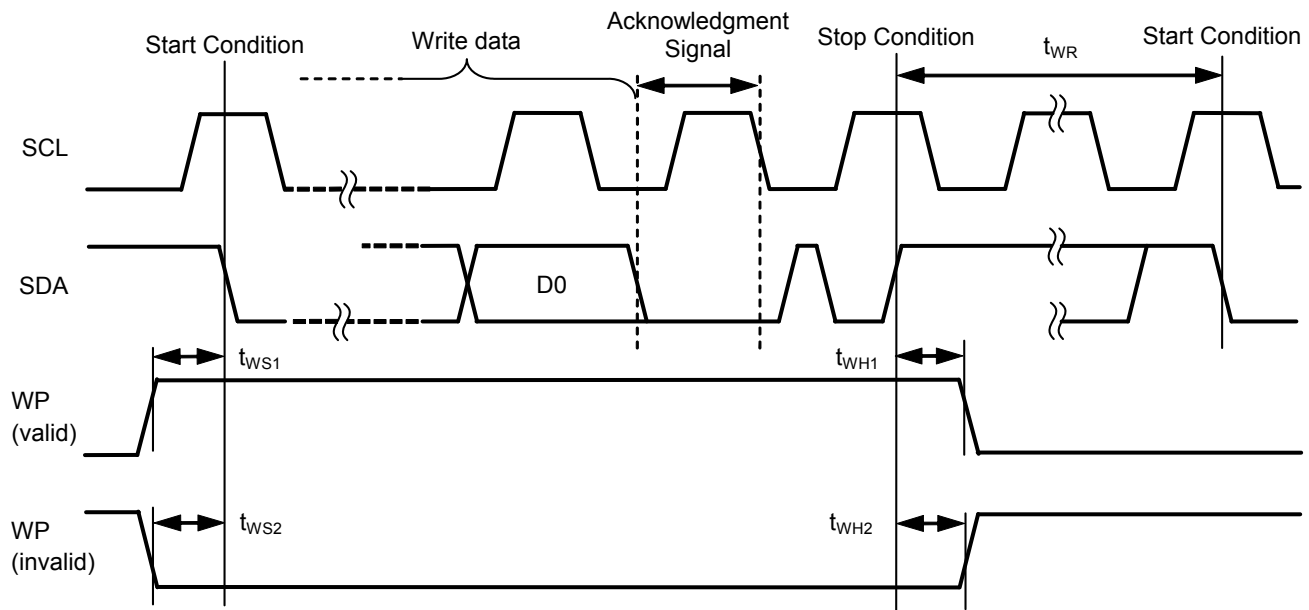 Acknowledgment
Signal
Start Condition
Write data
Stop Condition
tWR
Start Condition
SCL
SDA
D0
tWS1
tWH1
WP
(valid)
tWS2
tWH2
WP
(invalid)